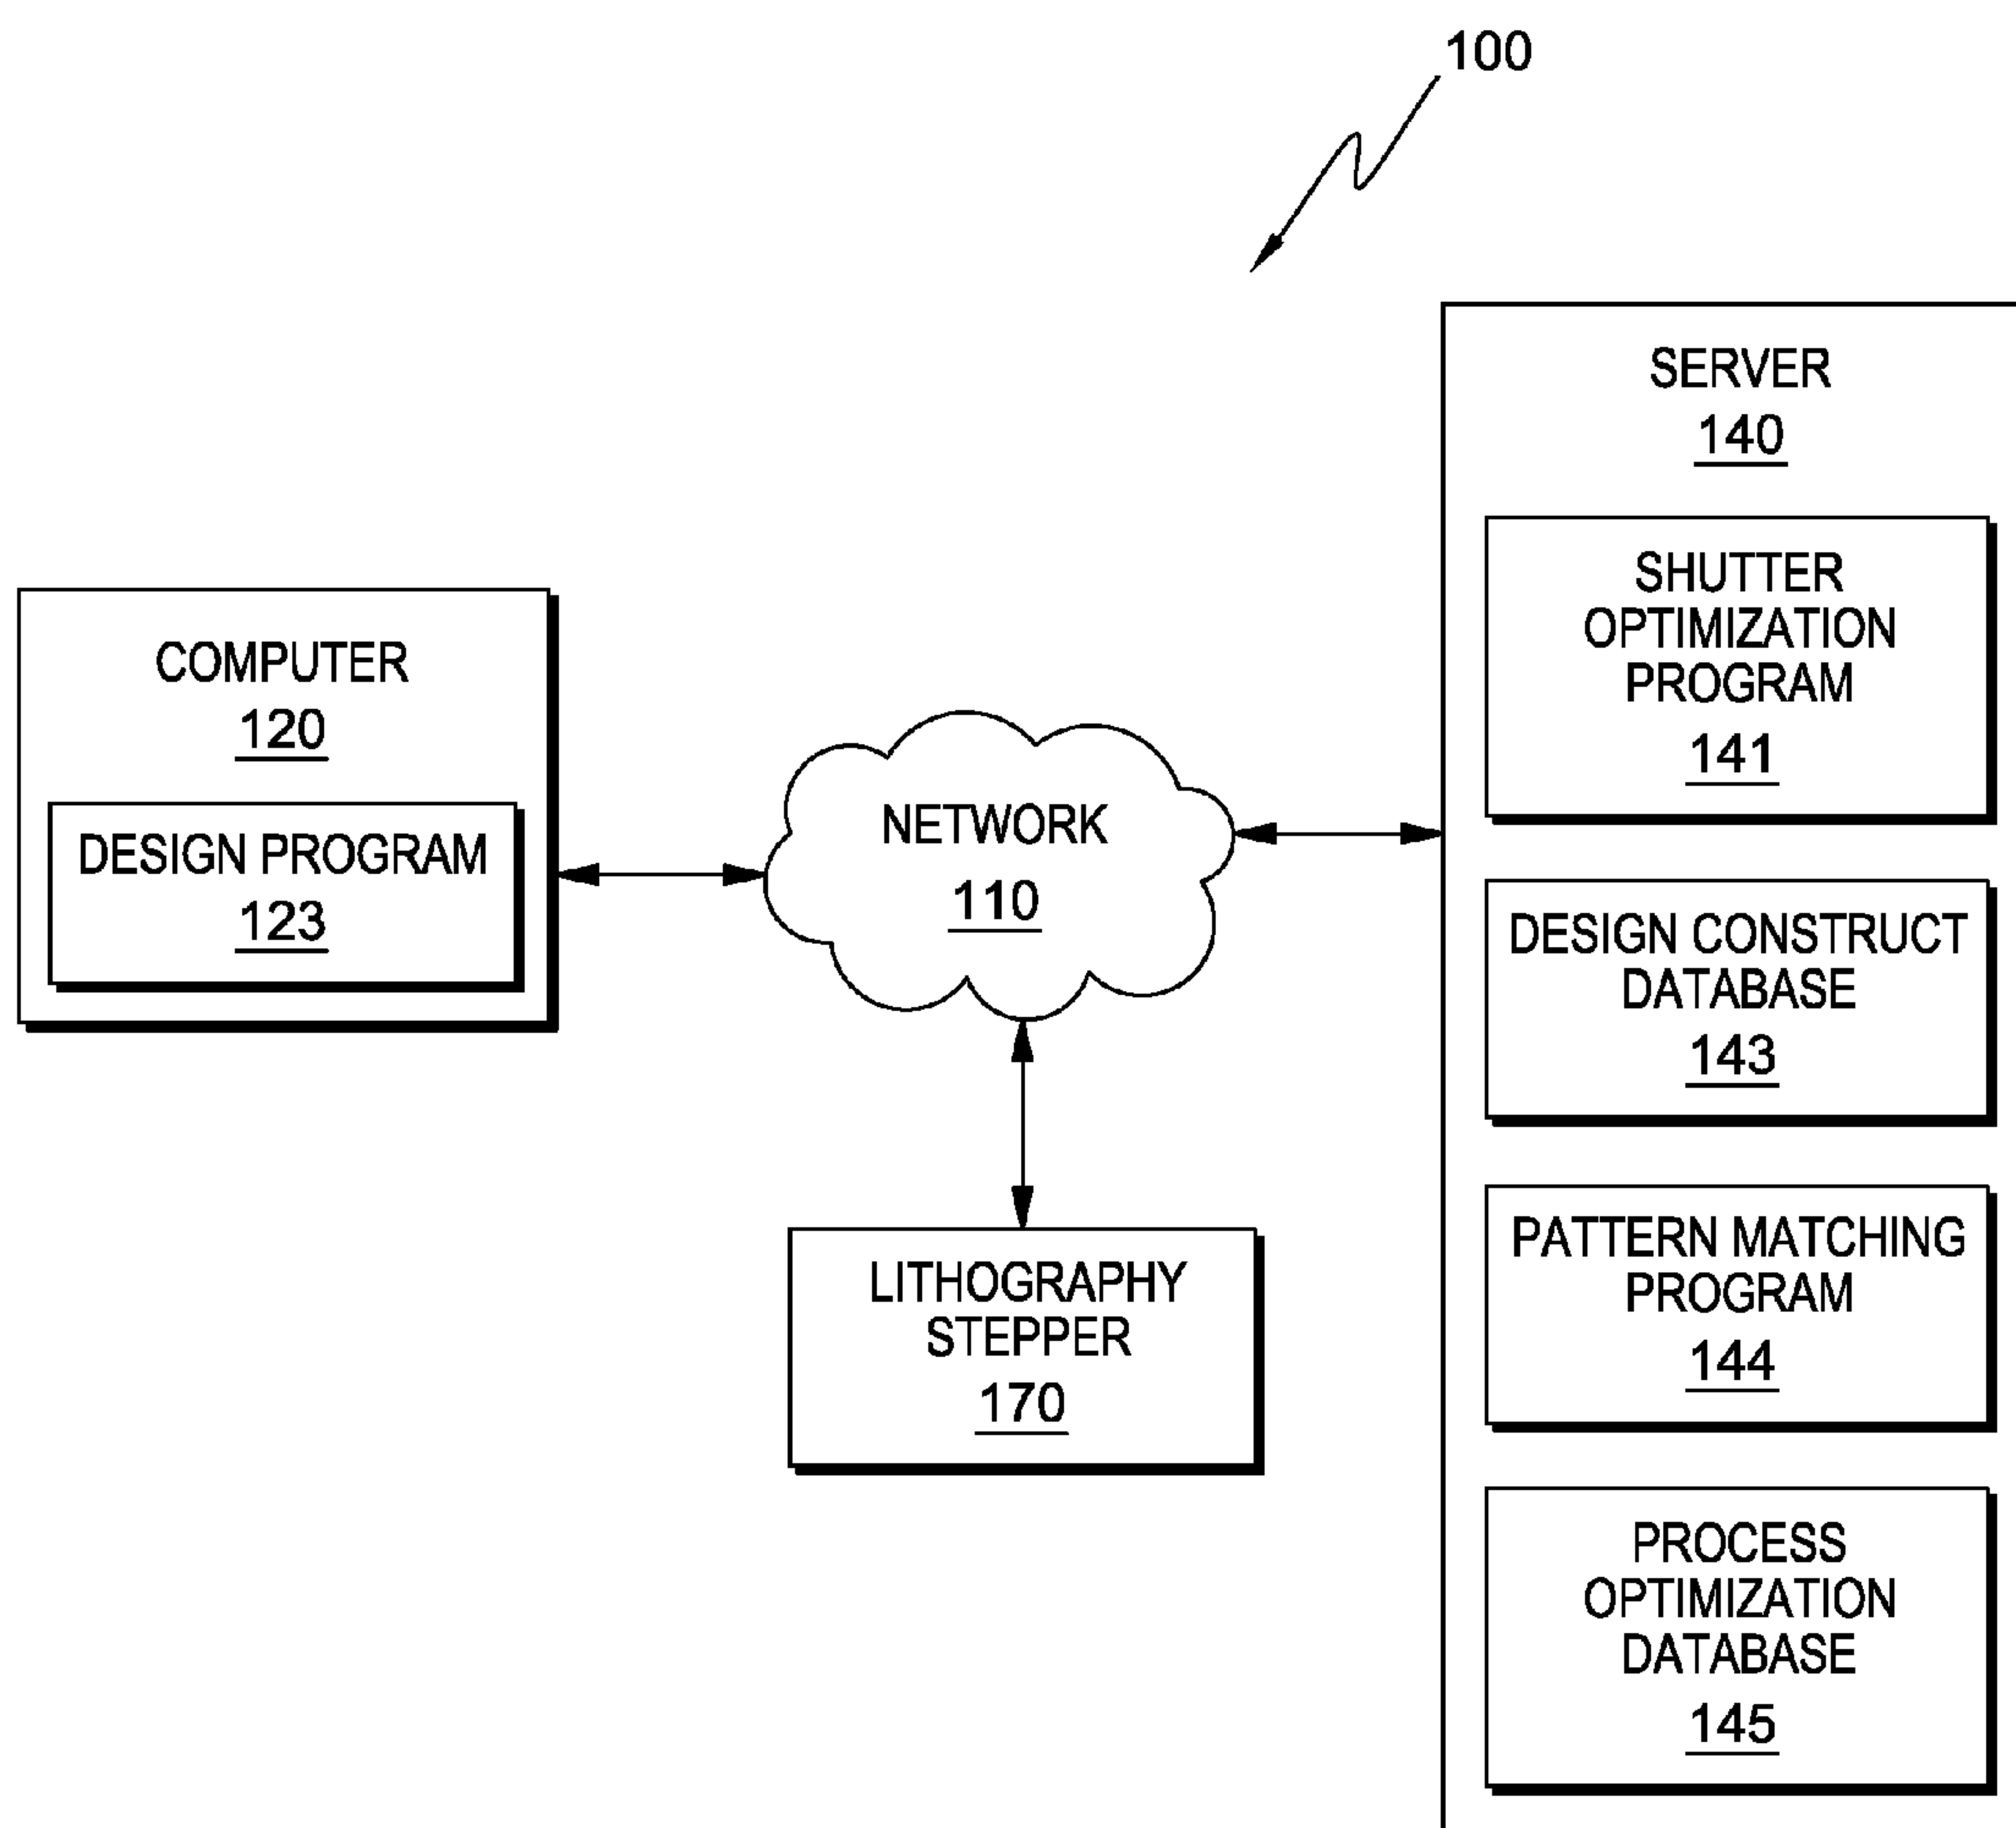 100
SERVER
140
SHUTTER
OPTIMIZATION
PROGRAM
141
COMPUTER
120
DESIGN PROGRAM
123
NETWORK
110
DESIGN CONSTRUCT
DATABASE
143
LITHOGRAPHY
STEPPER
170
PATTERN MATCHING
PROGRAM
144
PROCESS
OPTIMIZATION
DATABASE
145